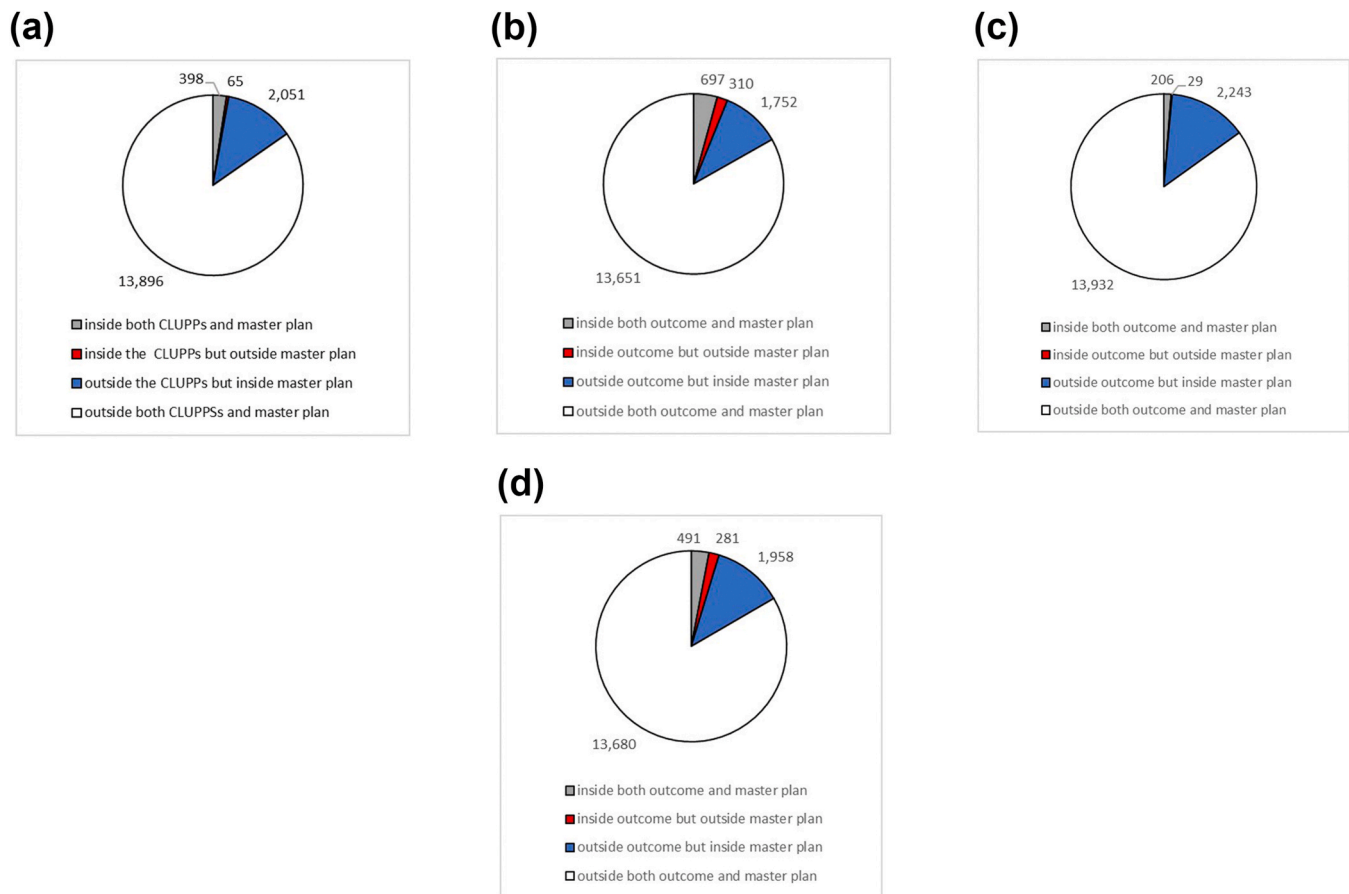 (a)
398 65
2,051
13,896
inside both CLUPPs and master plan
inside the CLUPPs but outside master plan
outside the CLUPPs but inside master plan
outside both CLUPPSs and master plan
(b)
697 310
1,752
13,651
inside both outcome and master plan
inside outcome but outside master plan
outside outcome but inside master plan
outside both outcome and master plan
(c)
206 29
2,243
13,932
inside both outcome and master plan
inside outcome but outside master plan
outside outcome but inside master plan
outside both outcome and master plan
(d)
491 281
1,958
13,680
inside both outcome and master plan
inside outcome but outside master plan
outside outcome but inside master plan
outside both outcome and master plan